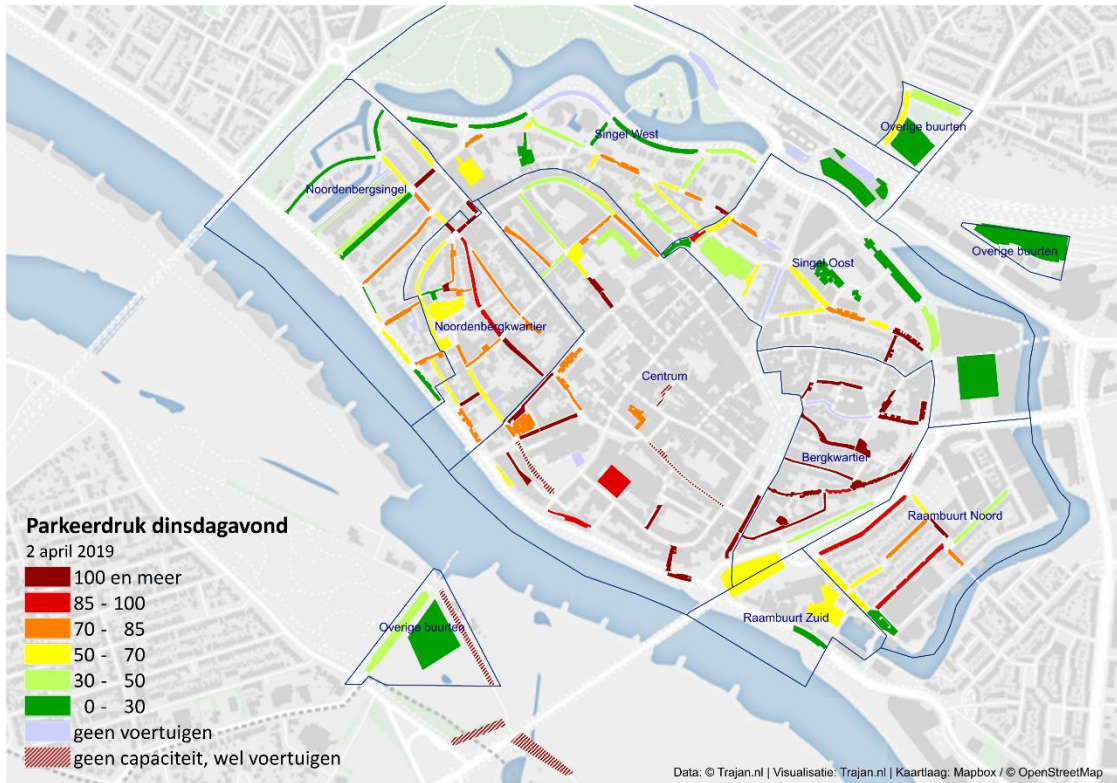 Overige buurten
Singel West
Noordenbergsingel
Overige buurten
Singel Oost
Noordenbergkwartier
Centrum
Bergkwartier
Raambuurt Noord
Raambuurt Zuid
Overige buurten
Parkeerdruk dinsdagavond
2 april 2019
100 en meer
85 - 100
70 - 85
50 - 70
30 - 50
0 - 30
geen voertuigen
geen capaciteit, wel voertuigen
Data: © Trajan.nl | Visualisatie: Trajan.nl | Kaartlaag: Mapbox / © OpenStreetMap